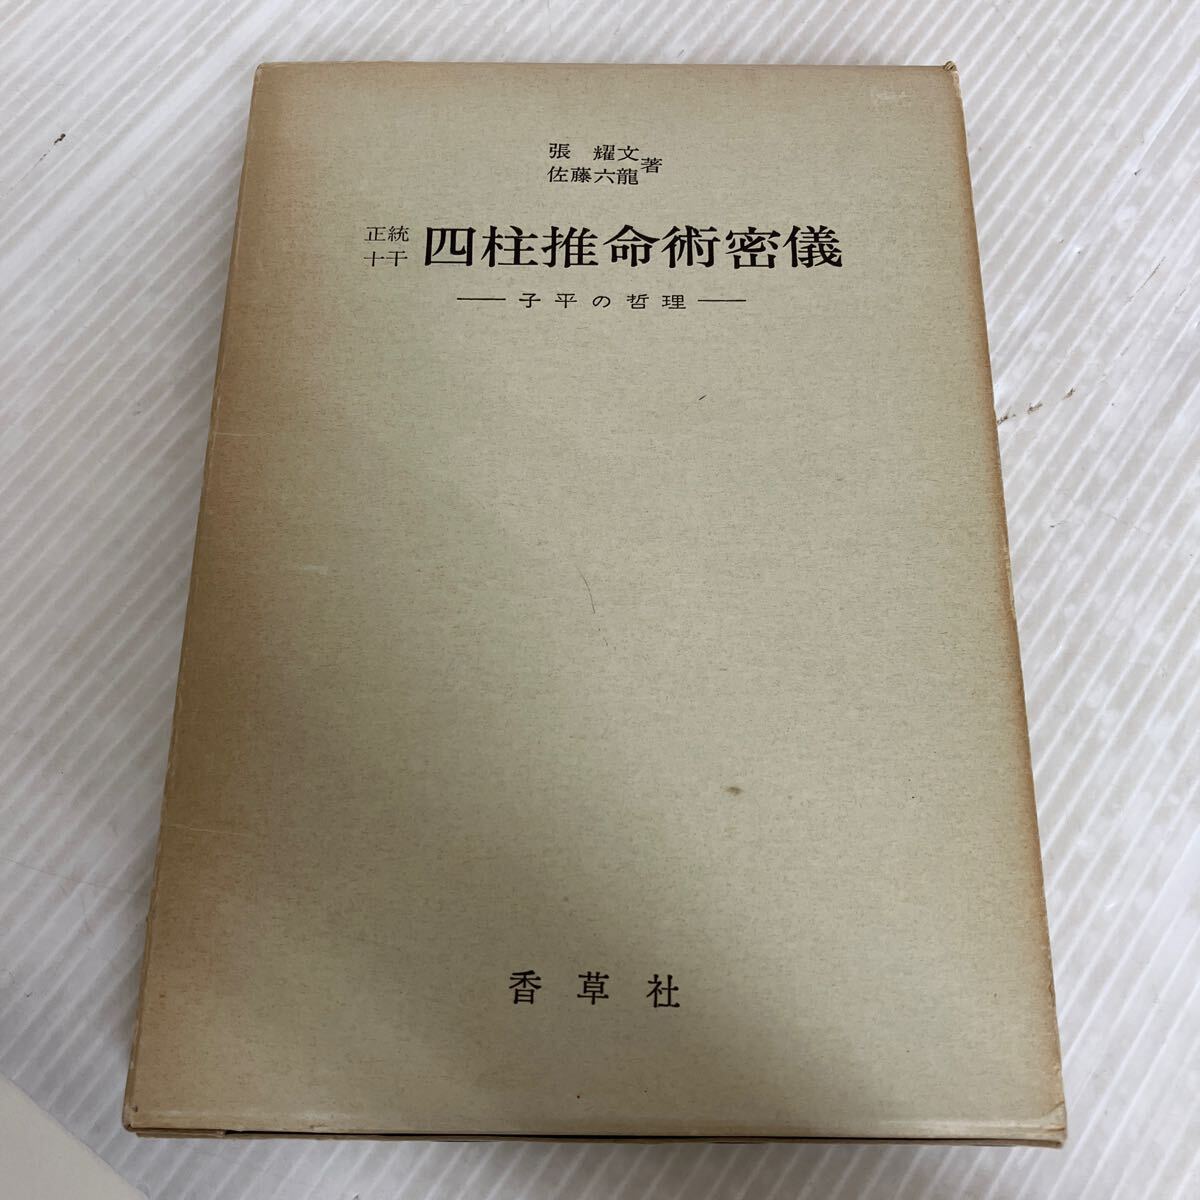 張 耀文
佐藤六龍
著
正統
十干
四柱推命術密儀
― 子平の哲理 ―
香草社